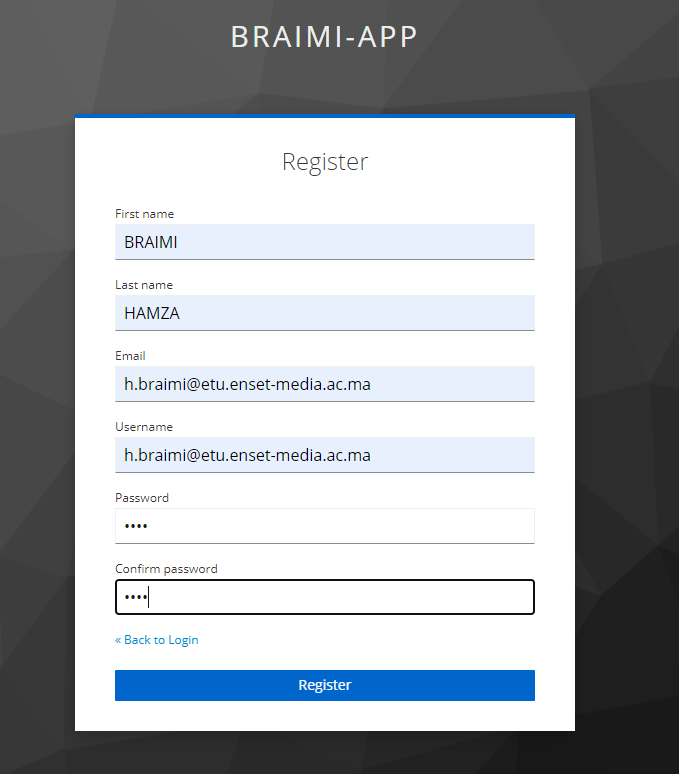 BRAIMI-APP
Register
First name
BRAIMI
Last name
HAMZA
Email
h.braimi@etu.enset-media.ac.ma
Username
h.braimi@etu.enset-media.ac.ma
Password
••••
Confirm password
••••
« Back to Login
Register